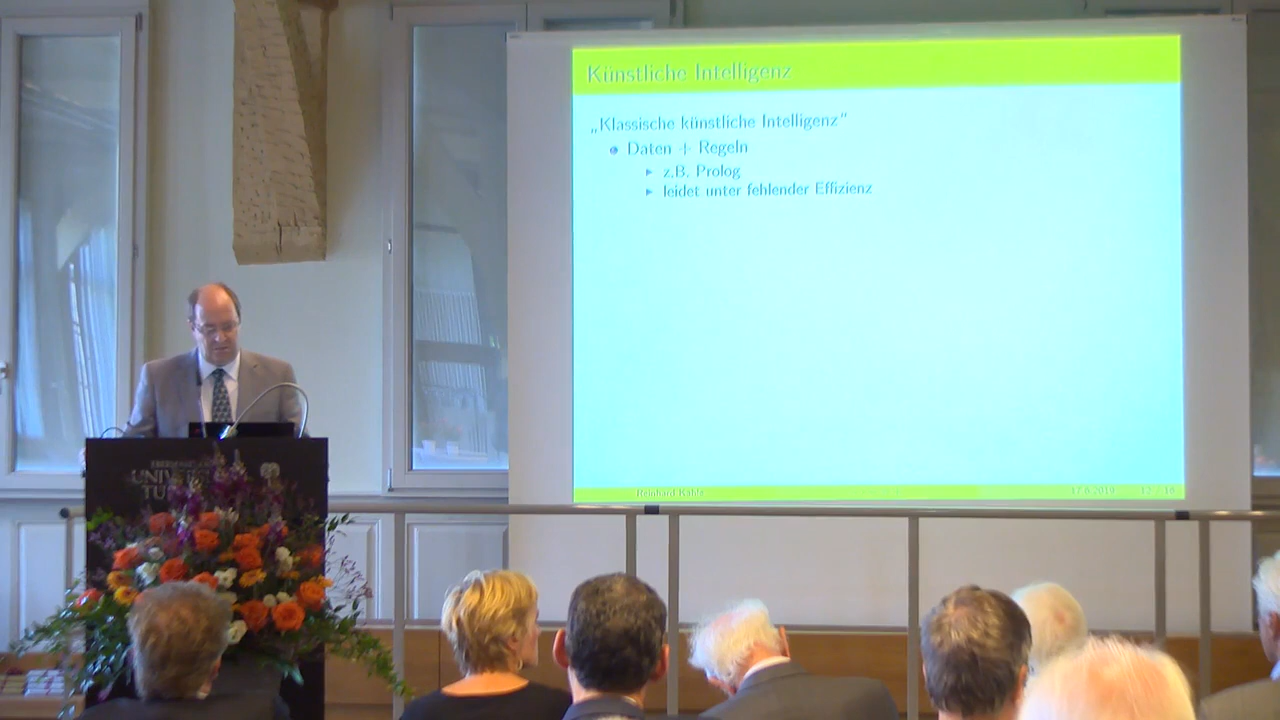 Künstliche Intelligenz
„Klassische künstliche Intelligenz“
Daten + Regeln
z.B. Prolog
leidet unter fehlender Effizienz
Reinhard Kahle
17.6.2019